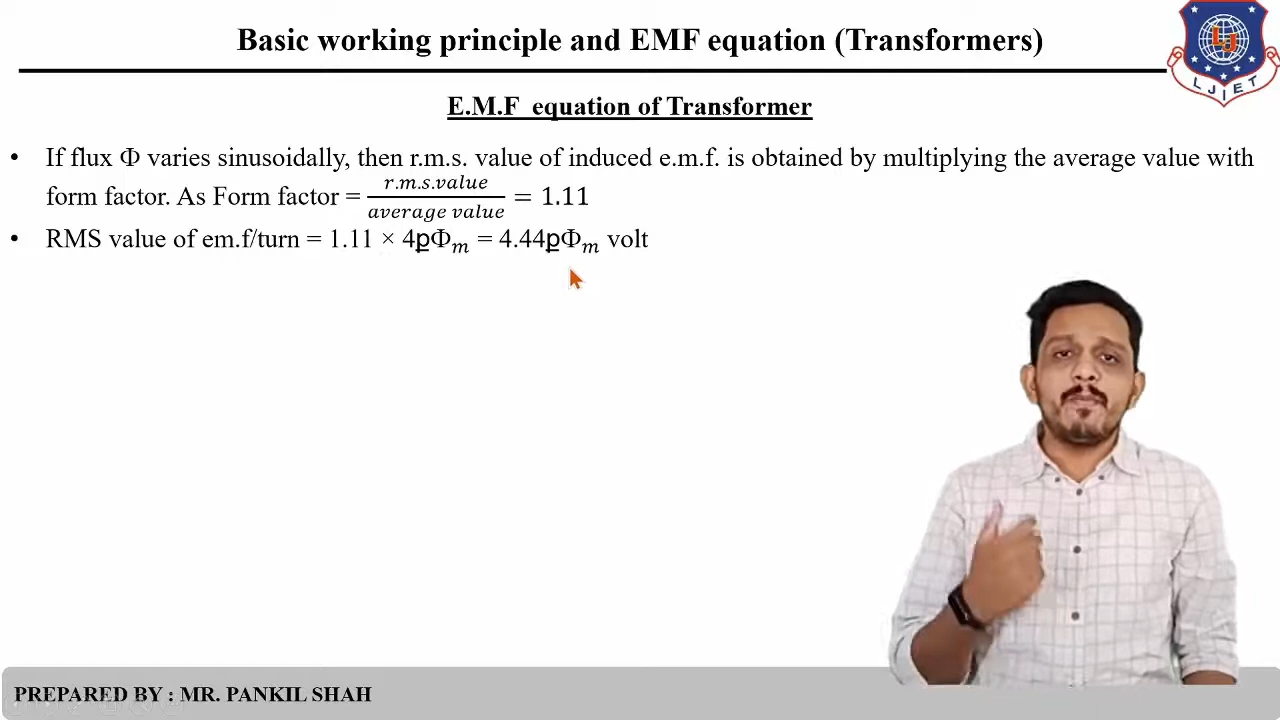 Basic working principle and EMF equation (Transformers)
LJIET
E.M.F equation of Transformer
• If flux Φ varies sinusoidally, then r.m.s. value of induced e.m.f. is obtained by multiplying the average value with
form factor. As Form factor = r.m.s.value / average value = 1.11
• RMS value of em.f/turn = 1.11 × 4ꝑΦm = 4.44ꝑΦm volt
PREPARED BY : MR. PANKIL SHAH